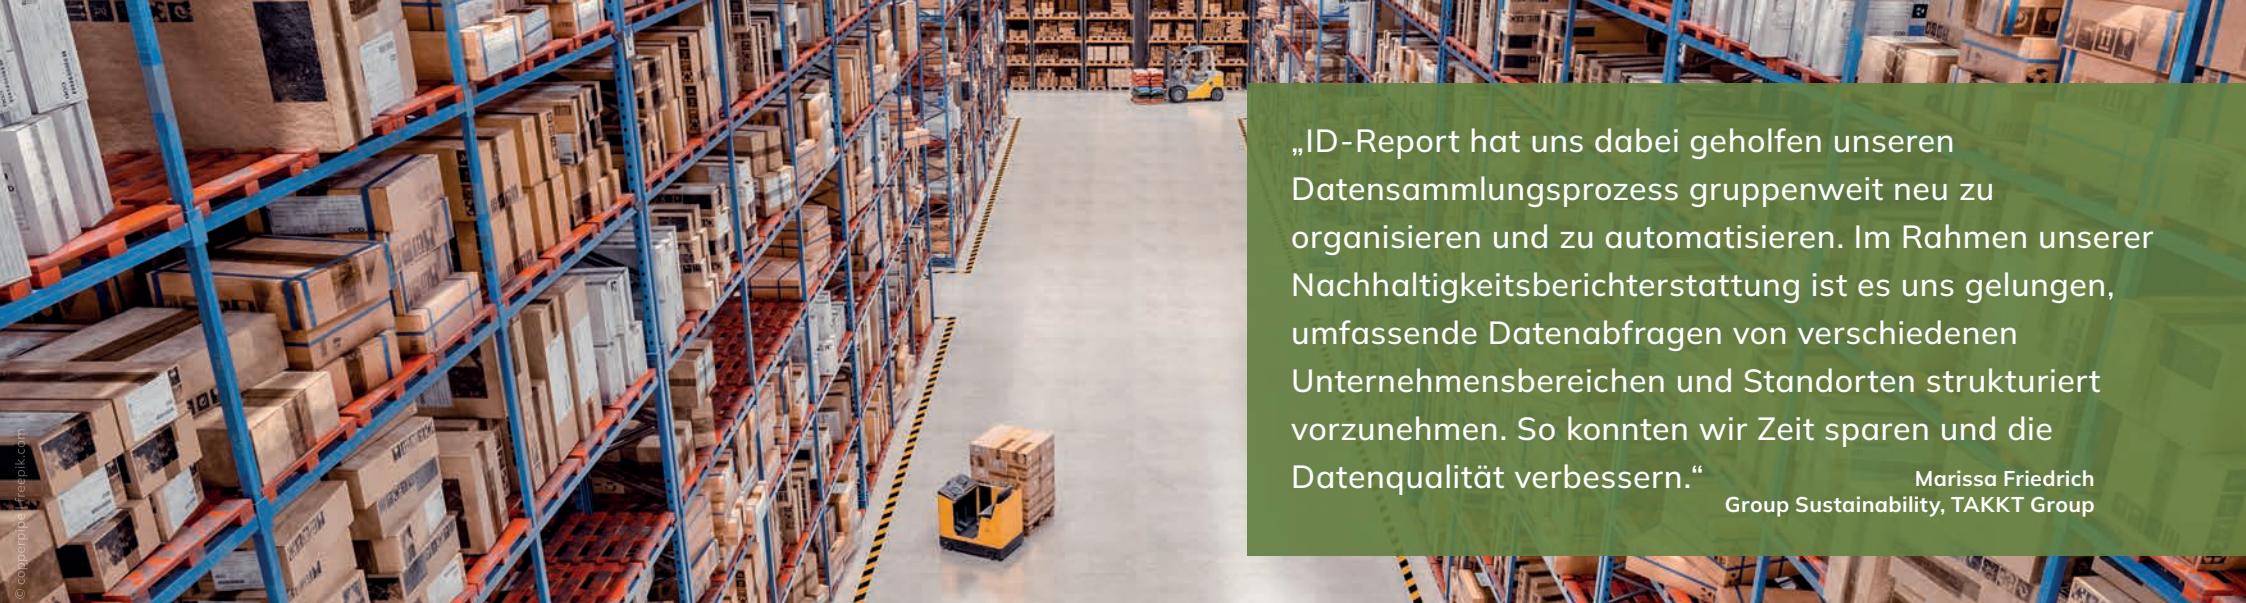 „ID-Report hat uns dabei geholfen unseren
Datensammlungsprozess gruppenweit neu zu
organisieren und zu automatisieren. Im Rahmen unserer
Nachhaltigkeitsberichterstattung ist es uns gelungen,
umfassende Datenabfragen von verschiedenen
Unternehmensbereichen und Standorten strukturiert
vorzunehmen. So konnten wir Zeit sparen und die
Datenqualität verbessern.“
Marissa Friedrich
Group Sustainability, TAKKT Group
© copperpipe | freepik.com